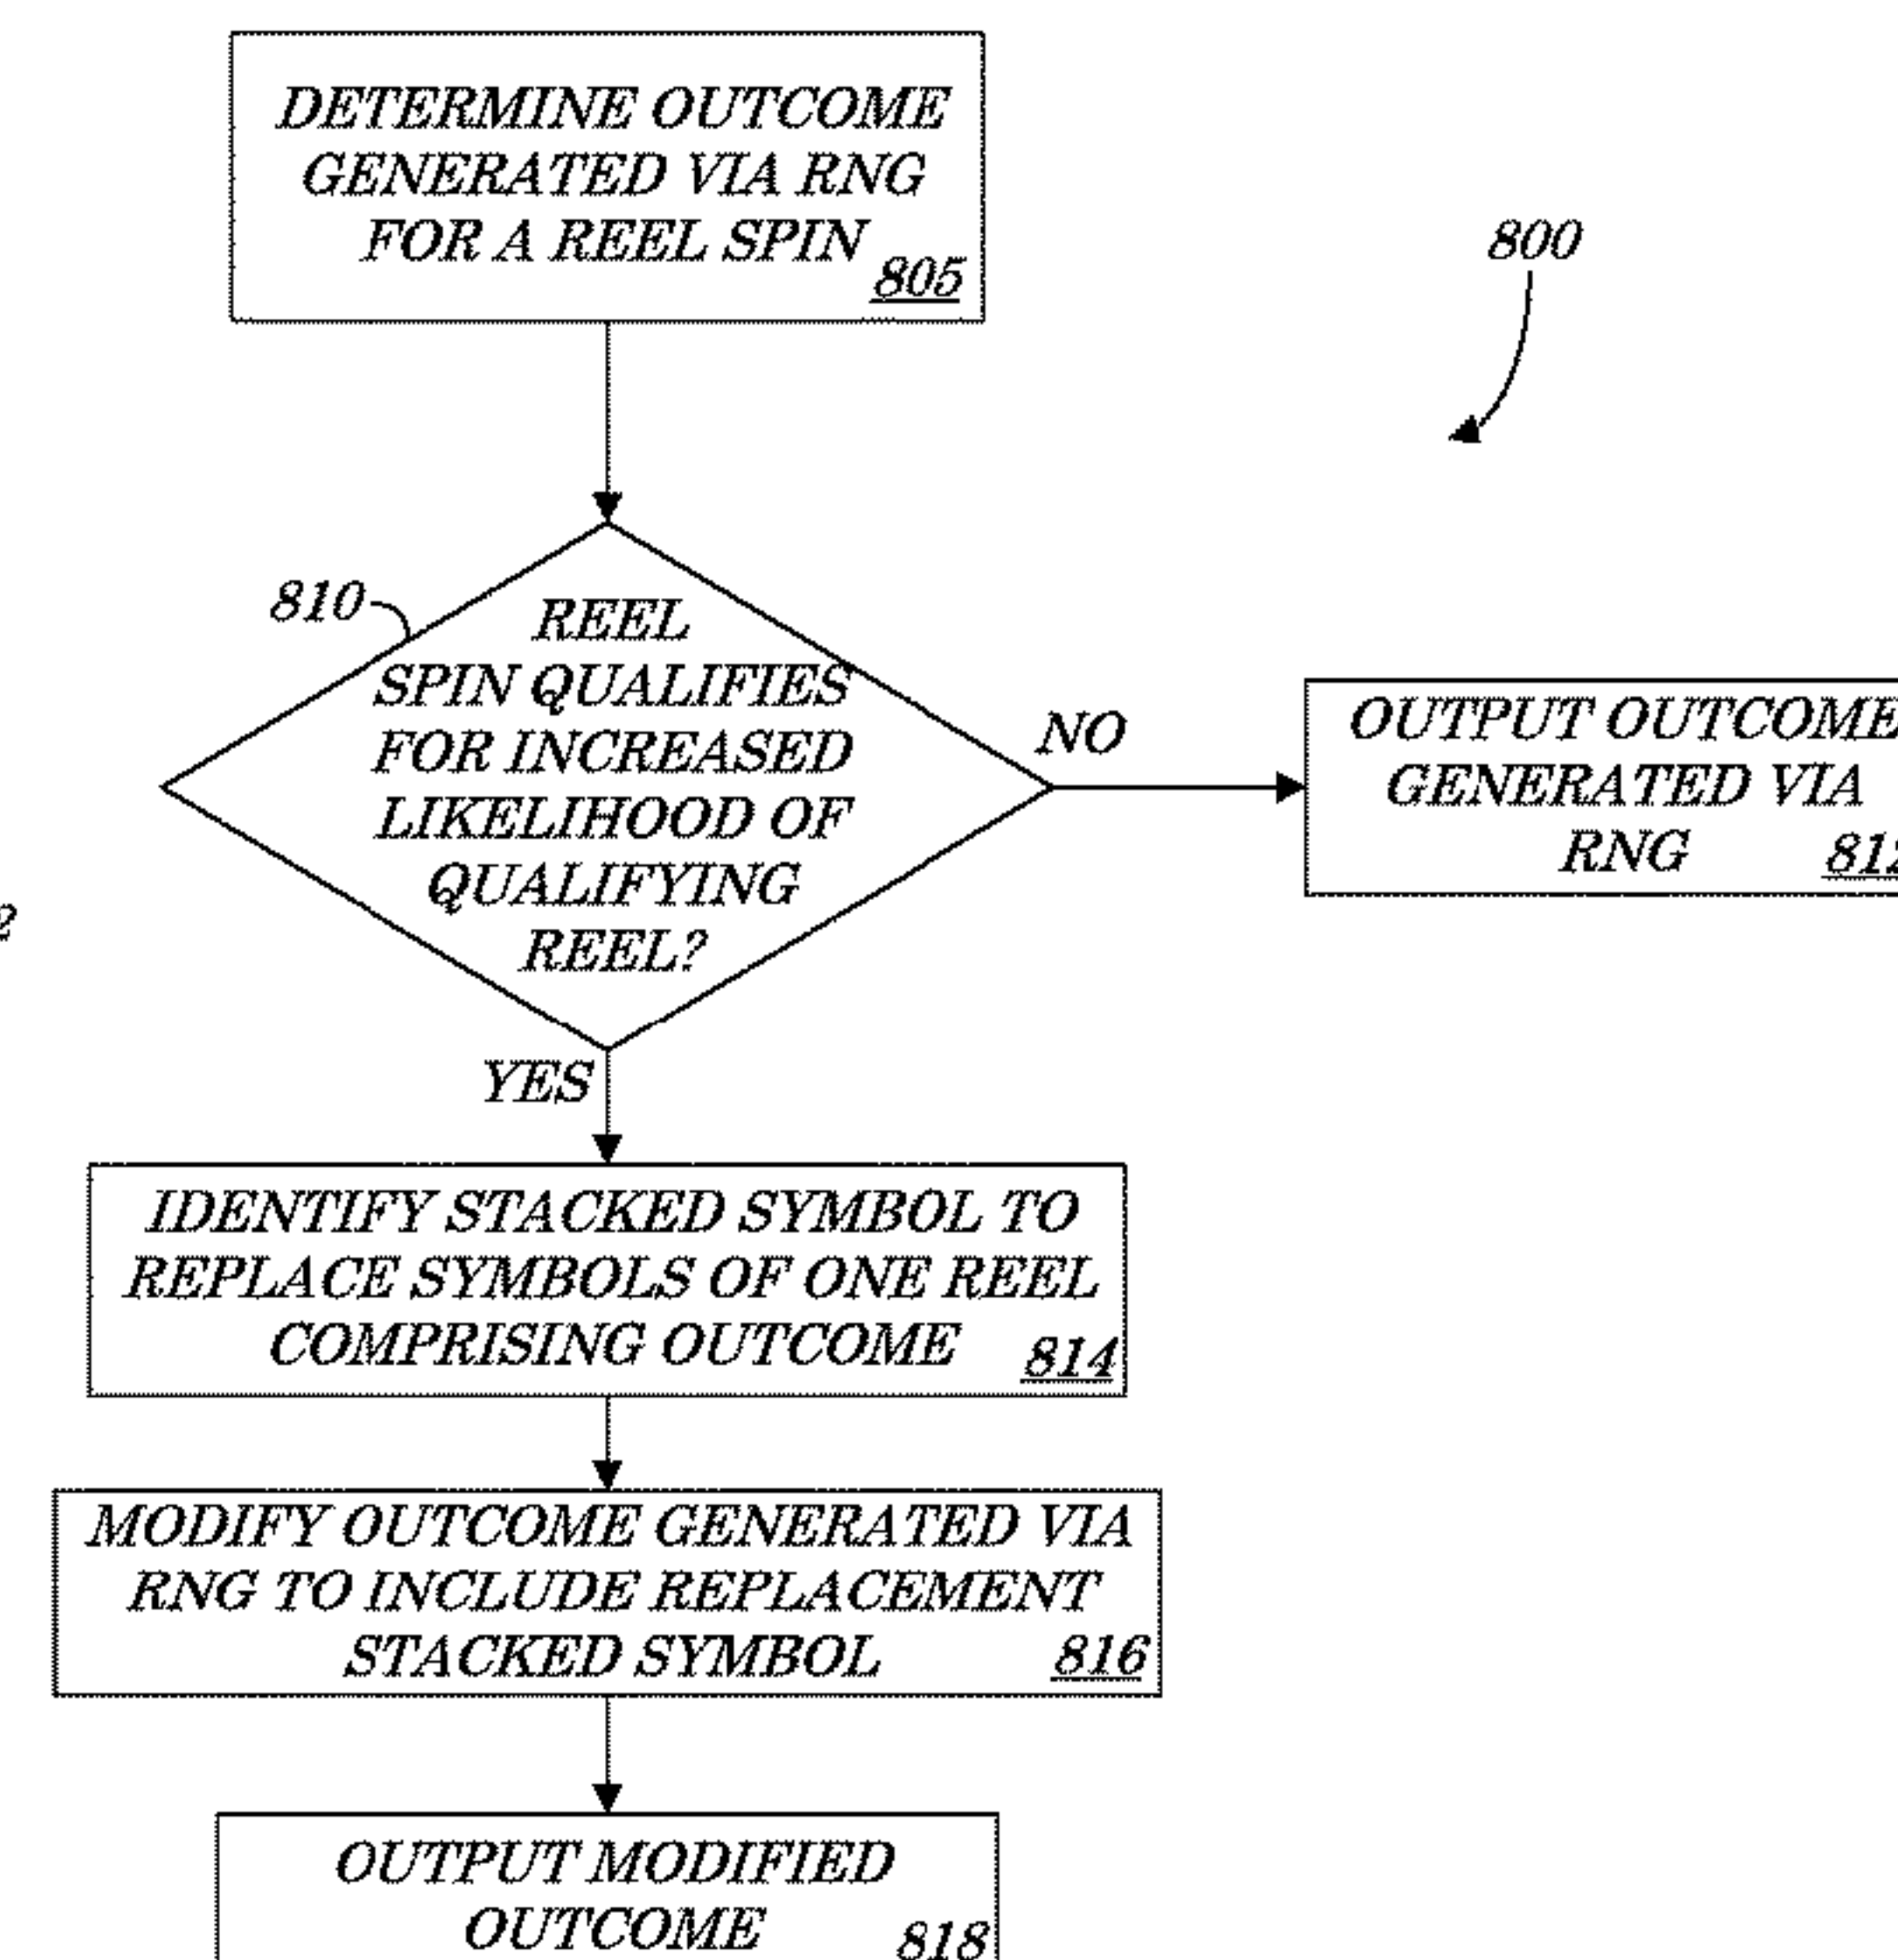 DETERMINE OUTCOME
GENERATED VIA RNG
FOR A REEL SPIN
805
800
810
REEL
SPIN QUALIFIES
FOR INCREASED
LIKELIHOOD OF
QUALIFYING
REEL?
NO
OUTPUT OUTCOME
GENERATED VIA
RNG
812
YES
IDENTIFY STACKED SYMBOL TO
REPLACE SYMBOLS OF ONE REEL
COMPRISING OUTCOME
814
MODIFY OUTCOME GENERATED VIA
RNG TO INCLUDE REPLACEMENT
STACKED SYMBOL
816
OUTPUT MODIFIED
OUTCOME
818